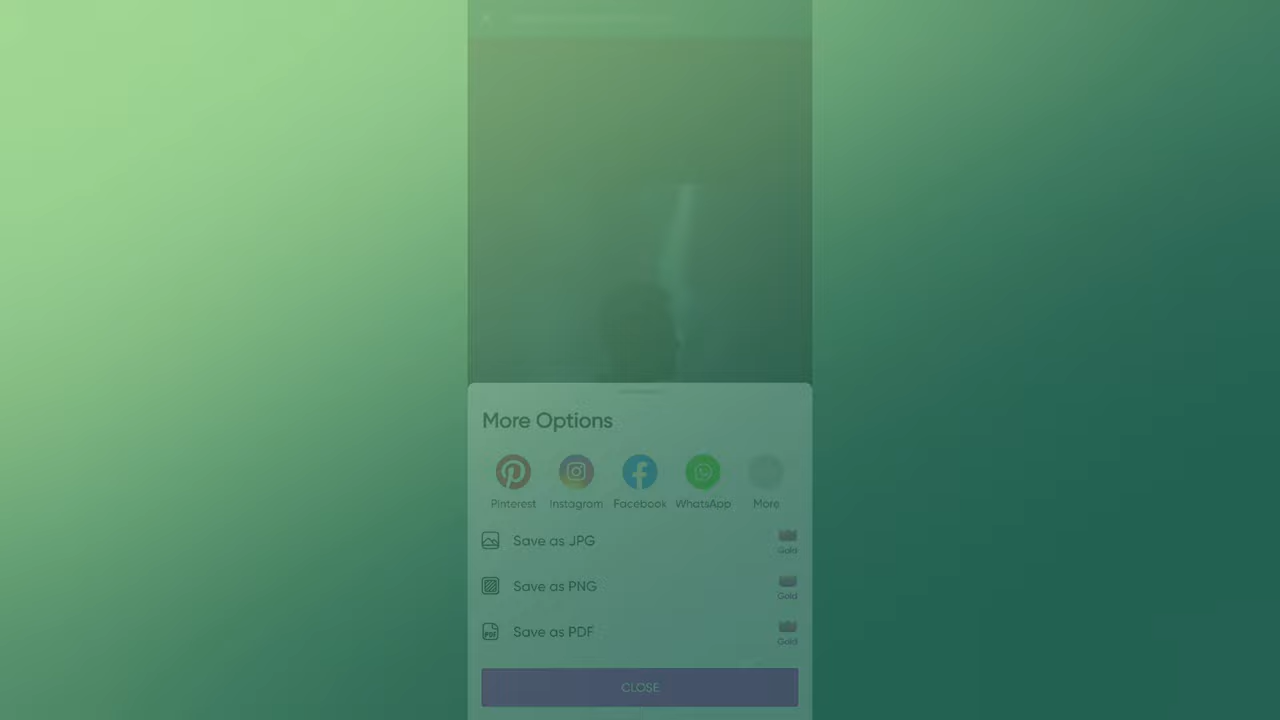 More Options
Pinterest Instagram Facebook WhatsApp More
Save as JPG
Gold
Save as PNG
Gold
PDF Save as PDF
Gold
CLOSE